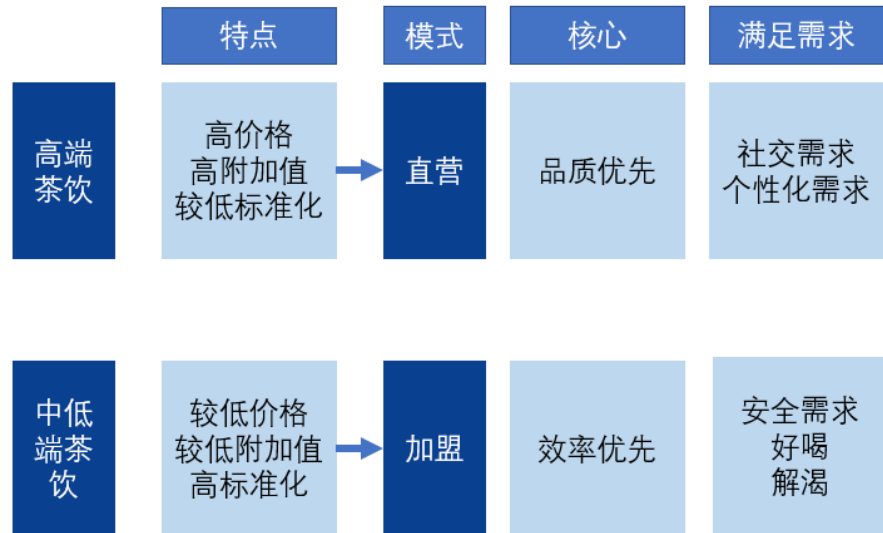 特点
模式
核心
满足需求
高端
茶饮
高价格
高附加值
较低标准化
直营
品质优先
社交需求
个性化需求
中低
端茶
饮
较低价格
较低附加值
高标准化
加盟
效率优先
安全需求
好喝
解渴